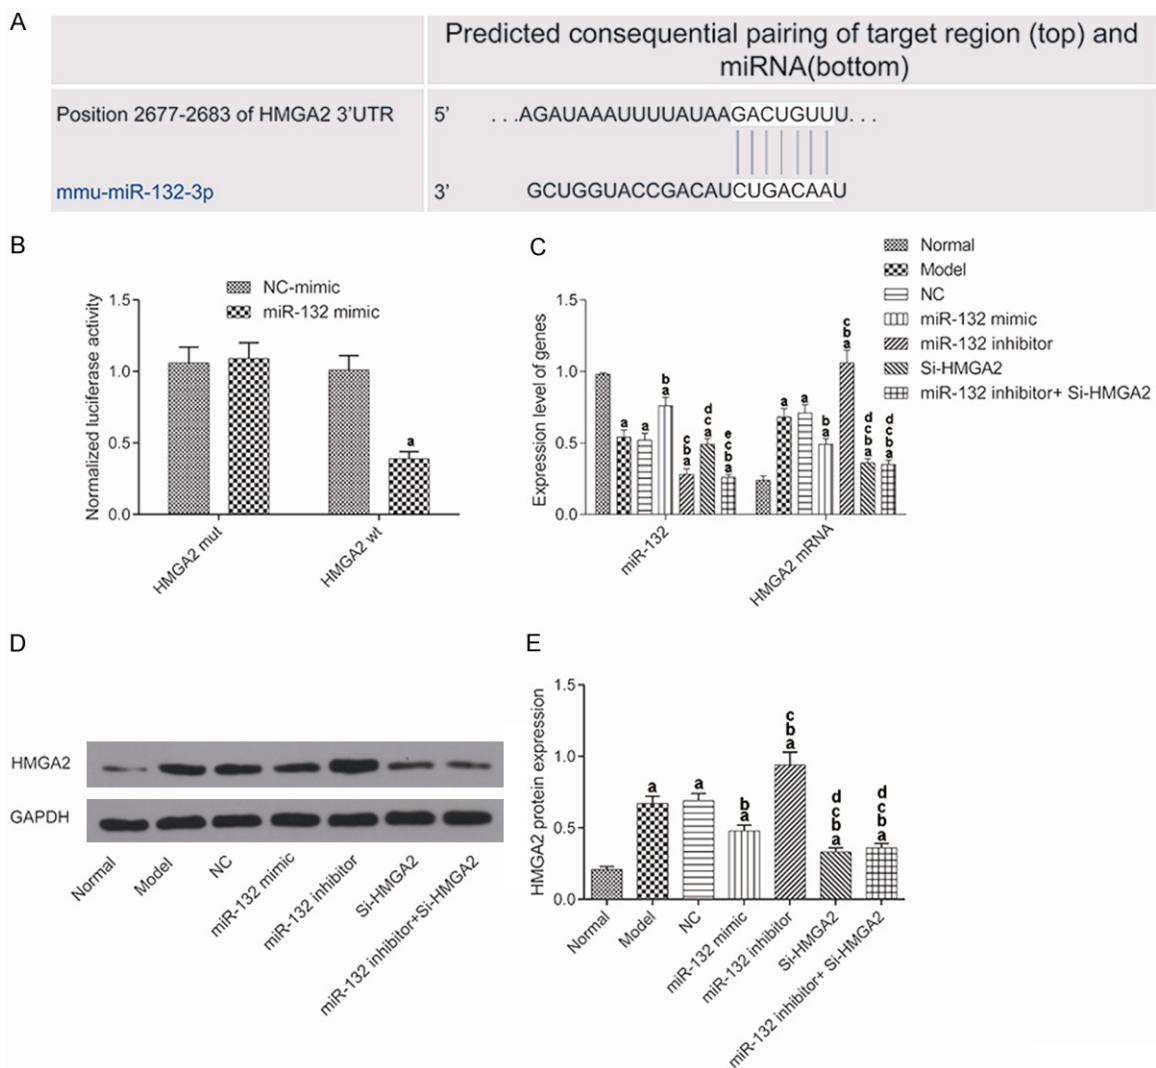 A
Predicted consequential pairing of target region (top) and
miRNA(bottom)
Position 2677-2683 of HMGA2 3'UTR 5' . . .AGAUAAAUUUUAUAAGACUGUUU. . .
mmu-miR-132-3p 3' GCUGGUACCGACAUCUGACAAU
B
NC-mimic
miR-132 mimic
Normalized luciferase activity
1.5
1.0
0.5
0.0
a
HMGA2 mut
HMGA2 wt
C
Normal
Model
NC
miR-132 mimic
miR-132 inhibitor
Si-HMGA2
miR-132 inhibitor+ Si-HMGA2
Expression level of genes
1.5
1.0
0.5
0.0
a
a
b
a
c
b
a
d
c
a
e
c
b
a
a
a
b
a
c
b
a
d
c
b
a
d
c
b
a
miR-132
HMGA2 mRNA
D
HMGA2
GAPDH
Normal
Model
NC
miR-132 mimic
miR-132 inhibitor
Si-HMGA2
miR-132 inhibitor+Si-HMGA2
E
HMGA2 protein expression
1.5
1.0
0.5
0.0
a
a
b
a
c
b
a
d
c
b
a
d
c
b
a
Normal
Model
NC
miR-132 mimic
miR-132 inhibitor
Si-HMGA2
miR-132 inhibitor+ Si-HMGA2